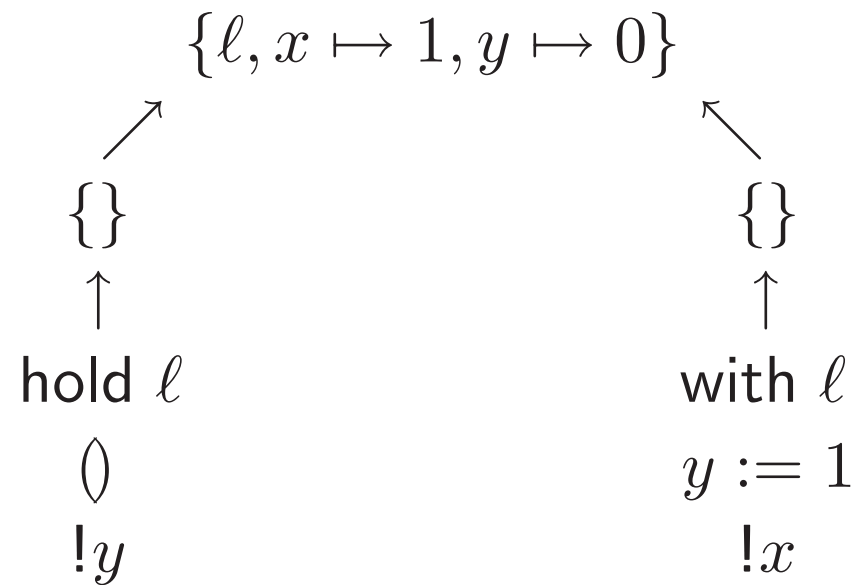 {ℓ, x ↦ 1, y ↦ 0}
{} {}
hold ℓ with ℓ
() y := 1
!y !x